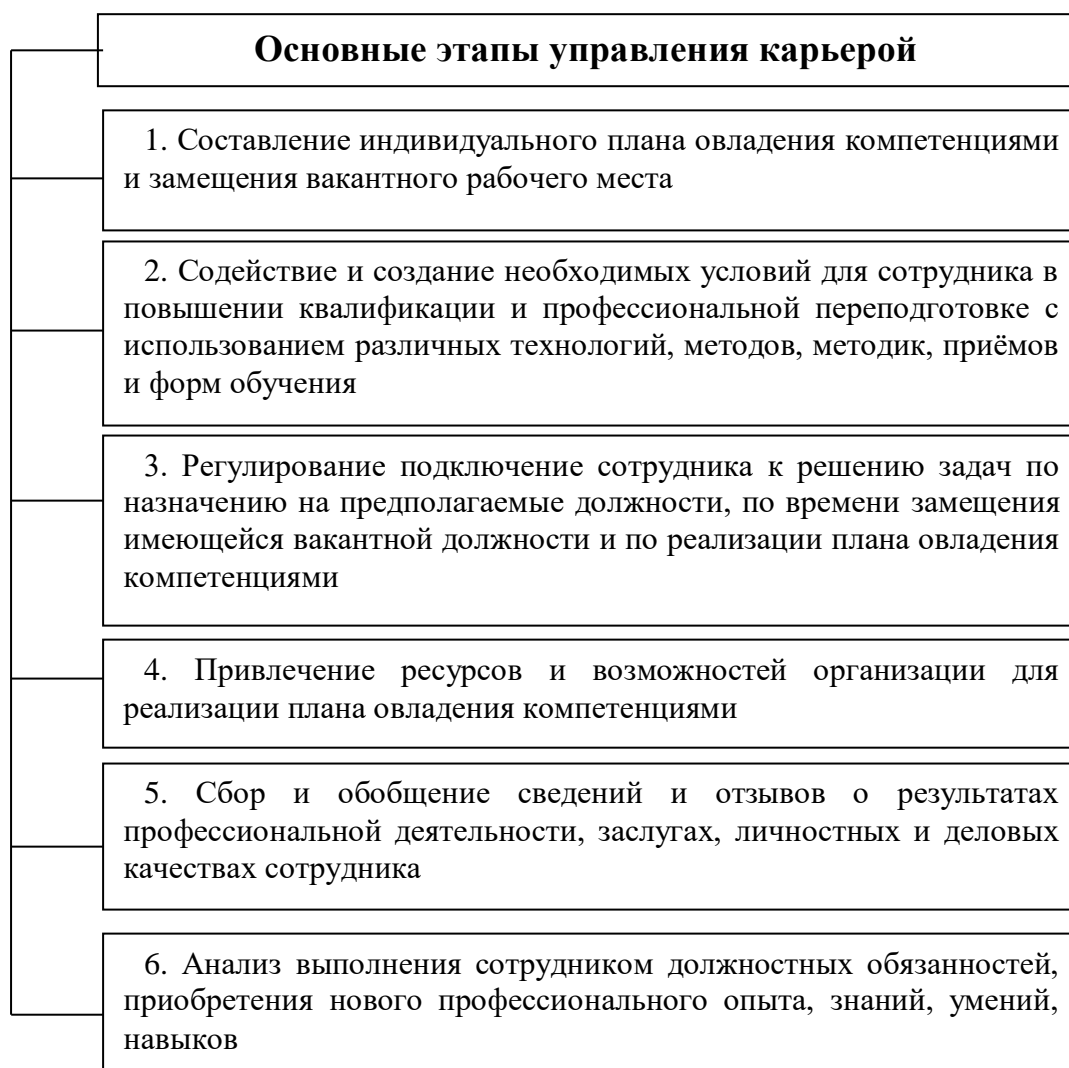 Основные этапы управления карьерой
1. Составление индивидуального плана овладения компетенциями
и замещения вакантного рабочего места
2. Содействие и создание необходимых условий для сотрудника в
повышении квалификации и профессиональной переподготовке с
использованием различных технологий, методов, методик, приёмов
и форм обучения
3. Регулирование подключение сотрудника к решению задач по
назначению на предполагаемые должности, по времени замещения
имеющейся вакантной должности и по реализации плана овладения
компетенциями
4. Привлечение ресурсов и возможностей организации для
реализации плана овладения компетенциями
5. Сбор и обобщение сведений и отзывов о результатах
профессиональной деятельности, заслугах, личностных и деловых
качествах сотрудника
6. Анализ выполнения сотрудником должностных обязанностей,
приобретения нового профессионального опыта, знаний, умений,
навыков